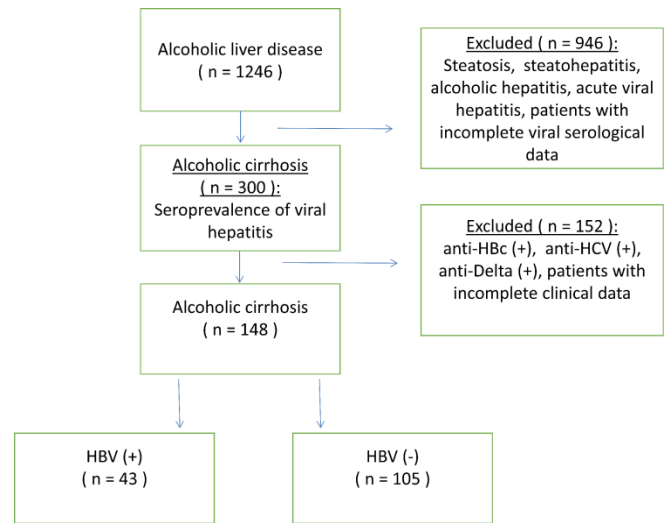 Alcoholic liver disease
( n = 1246 )
Excluded ( n = 946 ):
Steatosis, steatohepatitis,
alcoholic hepatitis, acute viral
hepatitis, patients with
incomplete viral serological
data
Alcoholic cirrhosis
( n = 300 ):
Seroprevalence of viral
hepatitis
Excluded ( n = 152 ):
anti-HBc (+), anti-HCV (+),
anti-Delta (+), patients with
incomplete clinical data
Alcoholic cirrhosis
( n = 148 )
HBV (+)
( n = 43 )
HBV (-)
( n = 105 )